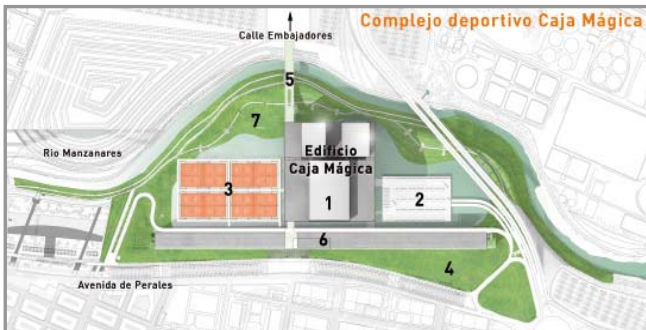 Complejo deportivo Caja Mágica
Calle Embajadores
5
7
Edificio
Caja Mágica
Rio Manzanares
3
1
2
6
4
Avenida de Perales